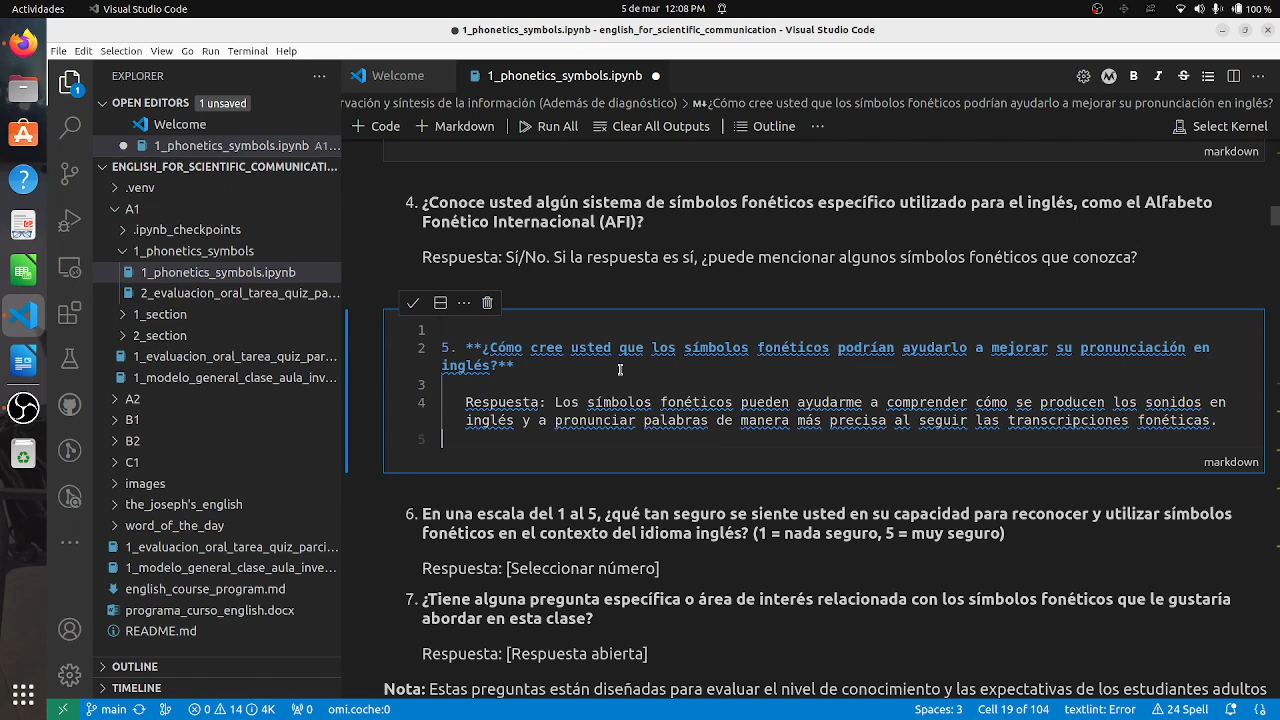 Actividades
Visual Studio Code
5 de mar 12:08 PM
100 %
1_phonetics_symbols.ipynb - english_for_scientific_communication - Visual Studio Code
File Edit Selection View Go Run Terminal Help
EXPLORER
Welcome
1_phonetics_symbols.ipynb
OPEN EDITORS 1 unsaved
Welcome
1_phonetics_symbols.ipynb A1...
ENGLISH_FOR_SCIENTIFIC_COMMUNICATI...
.venv
A1
.ipynb_checkpoints
1_phonetics_symbols
1_phonetics_symbols.ipynb
2_evaluacion_oral_tarea_quiz_pa...
1_section
2_section
1_evaluacion_oral_tarea_quiz_par...
1_modelo_general_clase_aula_inv...
A2
B1
B2
C1
images
the_joseph's_english
word_of_the_day
1_evaluacion_oral_tarea_quiz_parci...
1_modelo_general_clase_aula_inve...
english_course_program.md
programa_curso_english.docx
README.md
OUTLINE
TIMELINE
rvación y síntesis de la información (Además de diagnóstico) > M↓¿Cómo cree usted que los símbolos fonéticos podrían ayudarlo a mejorar su pronunciación en inglés?
+ Code + Markdown Run All Clear All Outputs Outline ... Select Kernel
markdown
4. ¿Conoce usted algún sistema de símbolos fonéticos específico utilizado para el inglés, como el Alfabeto
Fonético Internacional (AFI)?
Respuesta: Sí/No. Si la respuesta es sí, ¿puede mencionar algunos símbolos fonéticos que conozca?
1
2 5. **¿Cómo cree usted que los símbolos fonéticos podrían ayudarlo a mejorar su pronunciación en
inglés?**
3
4 Respuesta: Los símbolos fonéticos pueden ayudarme a comprender cómo se producen los sonidos en
inglés y a pronunciar palabras de manera más precisa al seguir las transcripciones fonéticas.
5
markdown
6. En una escala del 1 al 5, ¿qué tan seguro se siente usted en su capacidad para reconocer y utilizar símbolos
fonéticos en el contexto del idioma inglés? (1 = nada seguro, 5 = muy seguro)
Respuesta: [Seleccionar número]
7. ¿Tiene alguna pregunta específica o área de interés relacionada con los símbolos fonéticos que le gustaría
abordar en esta clase?
Respuesta: [Respuesta abierta]
Nota: Estas preguntas están diseñadas para evaluar el nivel de conocimiento y las expectativas de los estudiantes adultos
main 0 14 4K 0 omi.coche:0 Spaces: 3 Cell 19 of 104 textlint: Error 24 Spell